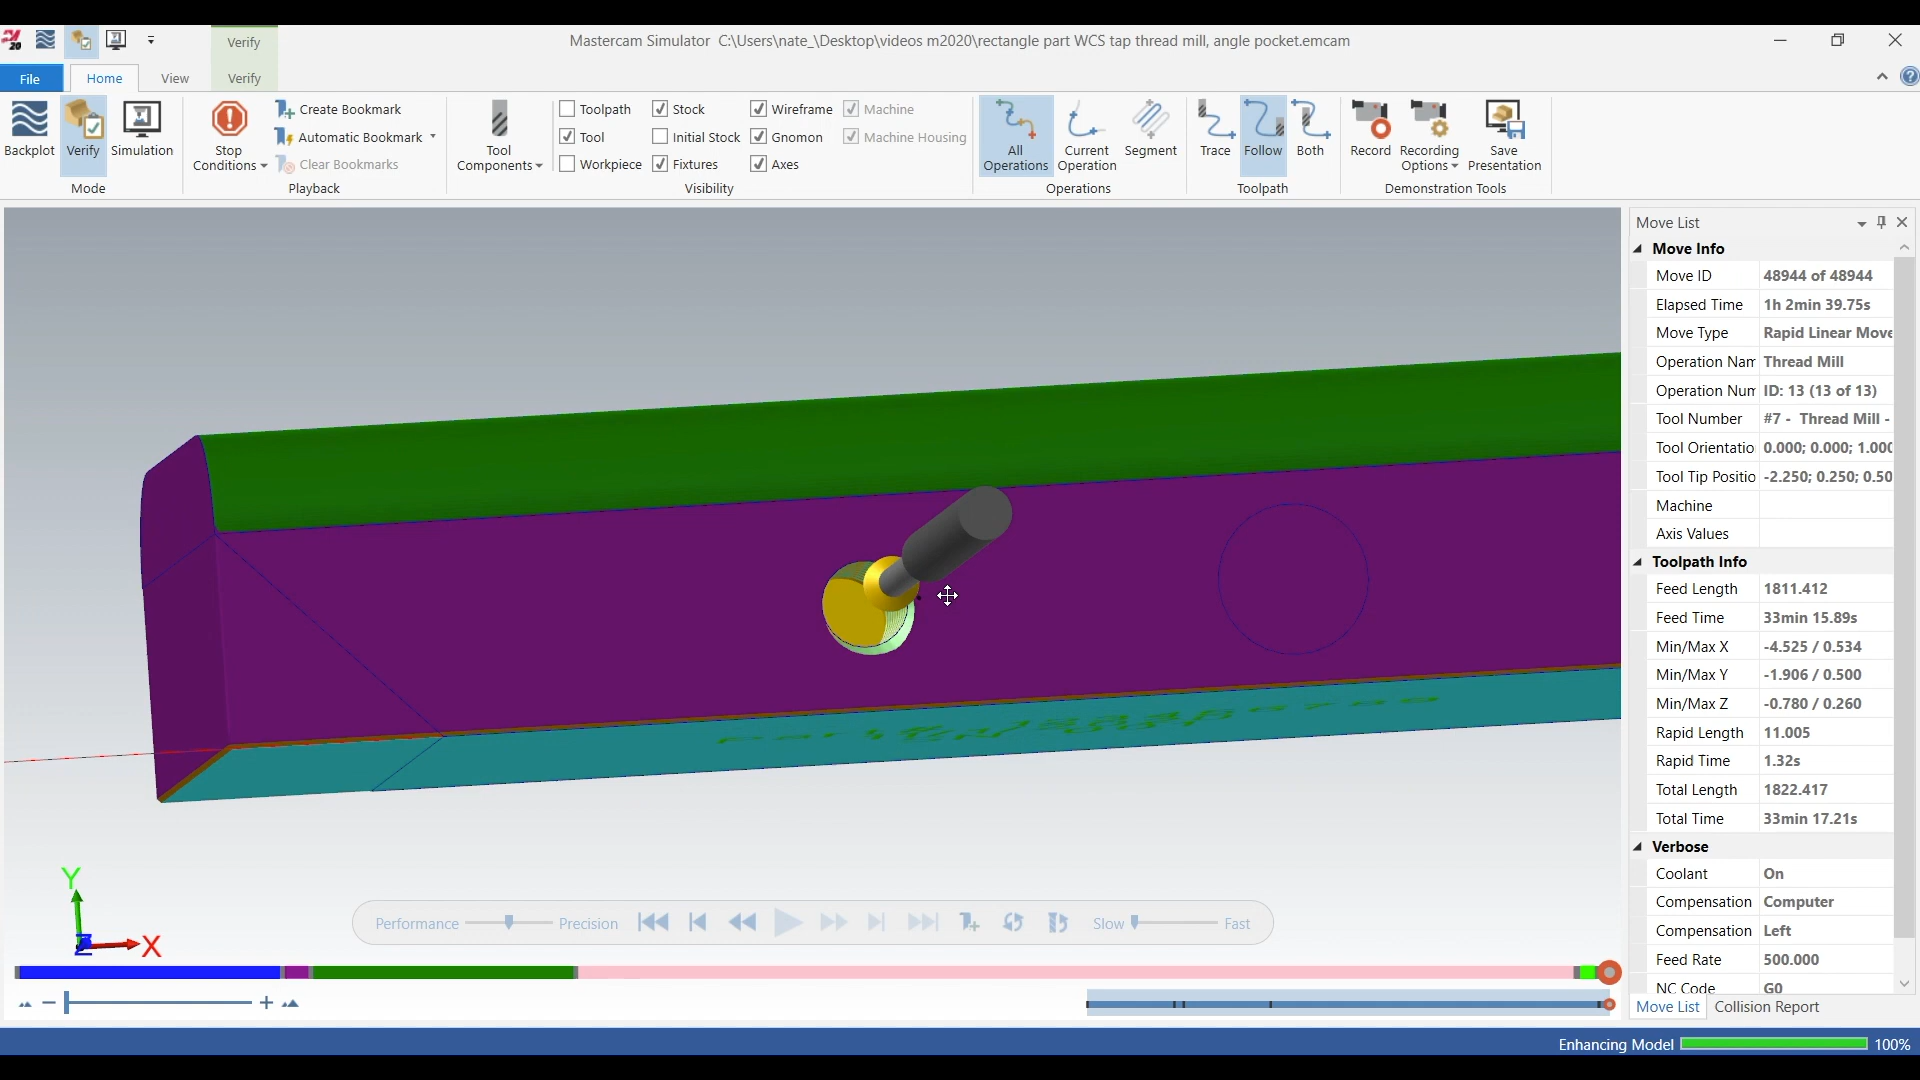 20
Verify
Mastercam Simulator C:\Users\nate_\Desktop\videos m2020\rectangle part WCS tap thread mill, angle pocket.emcam
File
Home
View
Verify
Backplot
Verify
Simulation
Mode
Stop
Conditions
Create Bookmark
Automatic Bookmark
Clear Bookmarks
Playback
Tool
Components
Toolpath
Stock
Wireframe
Machine
Tool
Initial Stock
Gnomon
Machine Housing
Workpiece
Fixtures
Axes
Visibility
All
Operations
Current
Operation
Segment
Operations
Trace
Follow
Both
Toolpath
Record
Recording
Options
Save
Presentation
Demonstration Tools
Move List
Move Info
Move ID 48944 of 48944
Elapsed Time 1h 2min 39.75s
Move Type Rapid Linear Move
Operation Nam Thread Mill
Operation Num ID: 13 (13 of 13)
Tool Number #7 - Thread Mill -
Tool Orientatio 0.000; 0.000; 1.000
Tool Tip Positio -2.250; 0.250; 0.50
Machine
Axis Values
Toolpath Info
Feed Length 1811.412
Feed Time 33min 15.89s
Min/Max X -4.525 / 0.534
Min/Max Y -1.906 / 0.500
Min/Max Z -0.780 / 0.260
Rapid Length 11.005
Rapid Time 1.32s
Total Length 1822.417
Total Time 33min 17.21s
Verbose
Coolant On
Compensation Computer
Compensation Left
Feed Rate 500.000
NC Code G0
Move List
Collision Report
Y
Z
X
Performance
Precision
Slow
Fast
Enhancing Model
100%